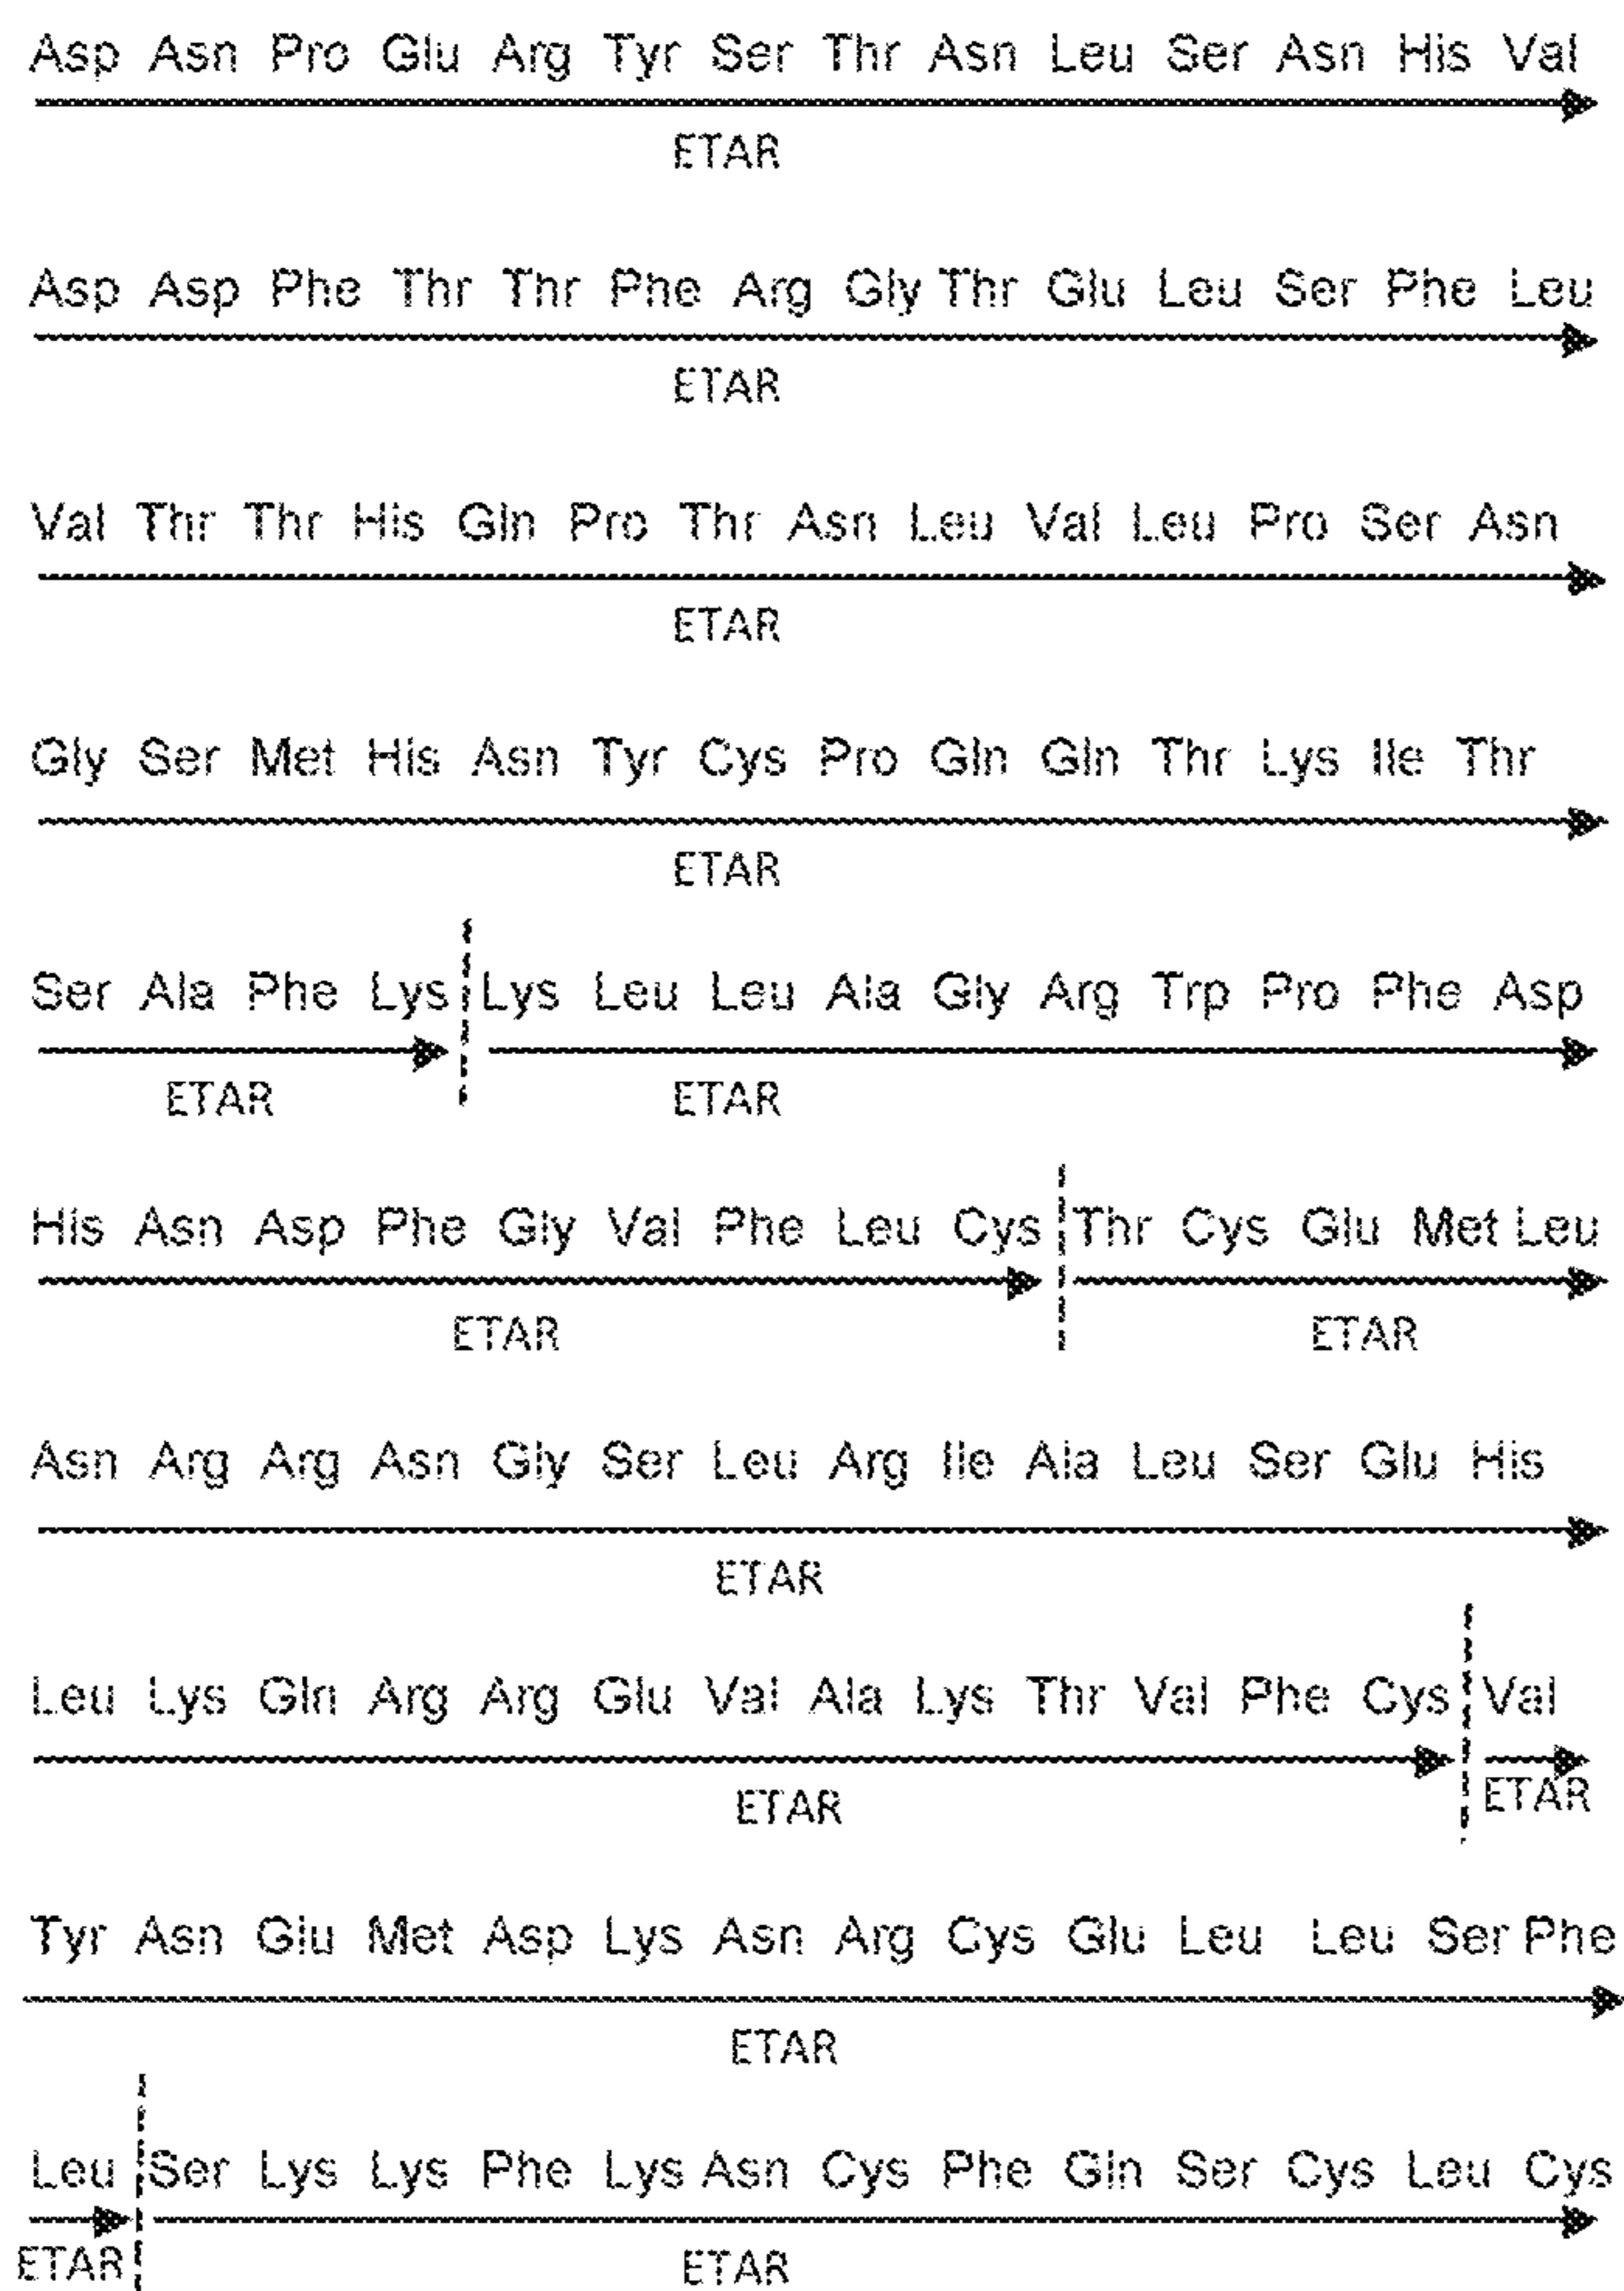 Asp Asn Pro Glu Arg Tyr Ser Thr Asn Leu Ser Asn His Val
ETAR
Asp Asp Phe Thr Thr Phe Arg Gly Thr Glu Leu Ser Phe Leu
ETAR
Val Thr Thr His Gln Pro Thr Asn Leu Val Leu Pro Ser Asn
ETAR
Gly Ser Met His Asn Tyr Cys Pro Gln Gln Thr Lys Ile Thr
ETAR
Ser Ala Phe Lys Lys Leu Leu Ala Gly Arg Trp Pro Phe Asp
ETAR ETAR
His Asn Asp Phe Gly Val Phe Leu Cys Thr Cys Glu Met Leu
ETAR ETAR
Asn Arg Arg Asn Gly Ser Leu Arg Ile Ala Leu Ser Glu His
ETAR
Leu Lys Gln Arg Arg Glu Val Ala Lys Thr Val Phe Cys Val
ETAR ETAR
Tyr Asn Glu Met Asp Lys Asn Arg Cys Glu Leu Leu Ser Phe
ETAR
Leu Ser Lys Lys Phe Lys Asn Cys Phe Gln Ser Cys Leu Cys
ETAR ETAR